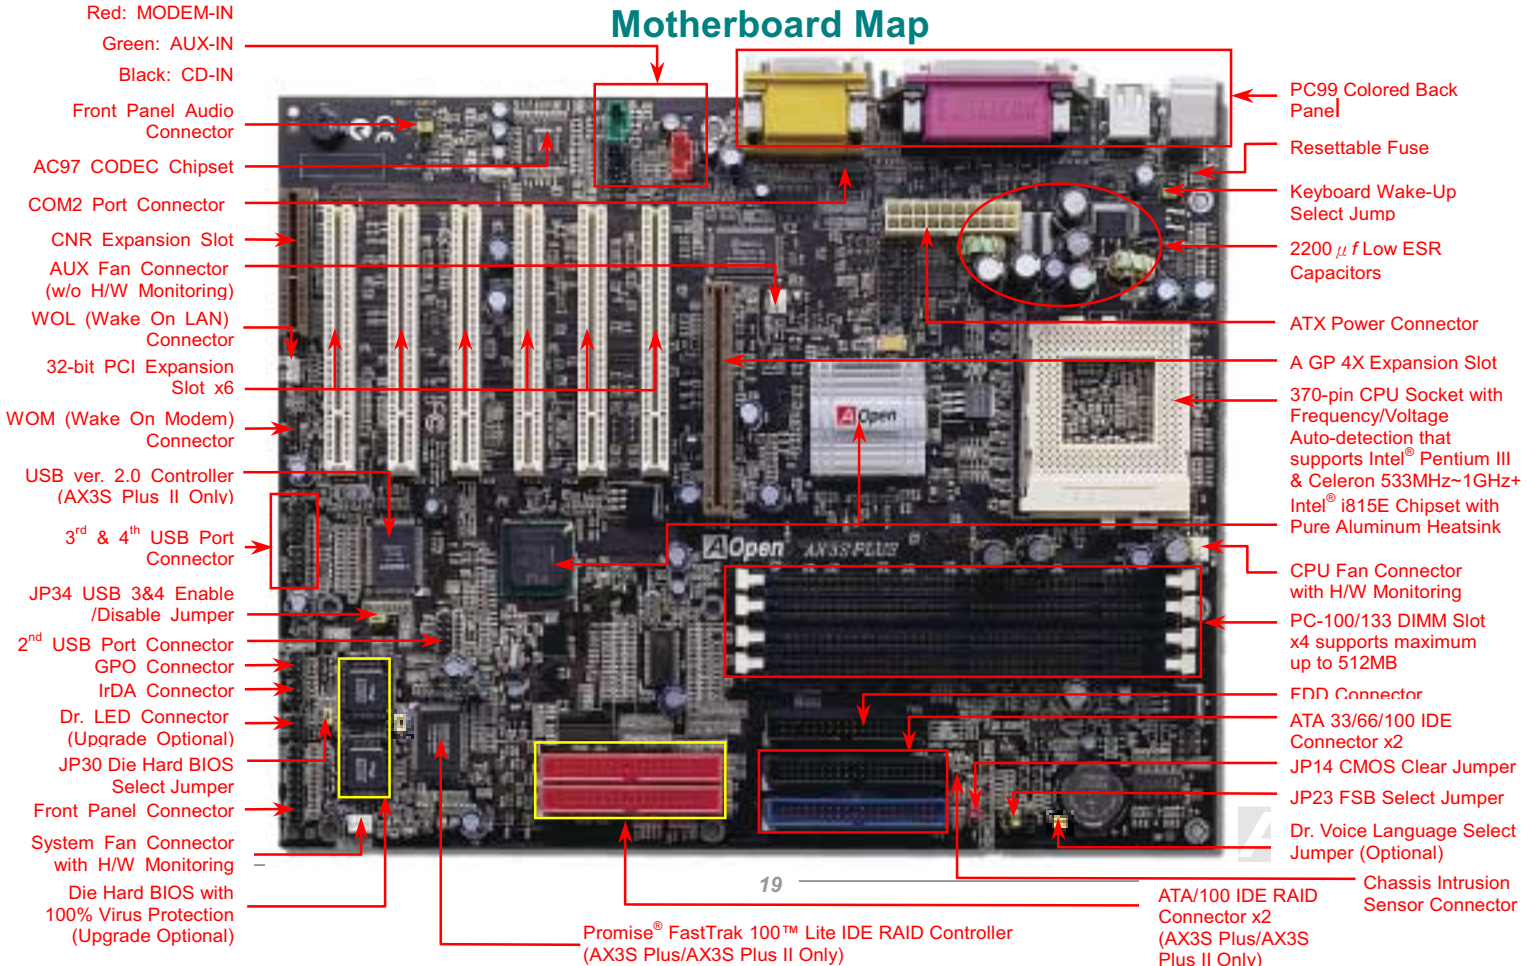 Motherboard Map
Red: MODEM-IN
Green: AUX-IN
Black: CD-IN
Front Panel Audio
Connector
AC97 CODEC Chipset
COM2 Port Connector
CNR Expansion Slot
AUX Fan Connector
(w/o H/W Monitoring)
WOL (Wake On LAN)
Connector
32-bit PCI Expansion
Slot x6
WOM (Wake On Modem)
Connector
USB ver. 2.0 Controller
(AX3S Plus II Only)
3rd & 4th USB Port
Connector
JP34 USB 3&4 Enable
/Disable Jumper
2nd USB Port Connector
GPO Connector
IrDA Connector
Dr. LED Connector
(Upgrade Optional)
JP30 Die Hard BIOS
Select Jumper
Front Panel Connector
System Fan Connector
with H/W Monitoring
Die Hard BIOS with
100% Virus Protection
(Upgrade Optional)
PC99 Colored Back
Panel
Resettable Fuse
Keyboard Wake-Up
Select Jump
2200 μf Low ESR
Capacitors
ATX Power Connector
A GP 4X Expansion Slot
370-pin CPU Socket with
Frequency/Voltage
Auto-detection that
supports Intel® Pentium III
& Celeron 533MHz~1GHz+
Intel® i815E Chipset with
Pure Aluminum Heatsink
CPU Fan Connector
with H/W Monitoring
PC-100/133 DIMM Slot
x4 supports maximum
up to 512MB
FDD Connector
ATA 33/66/100 IDE
Connector x2
JP14 CMOS Clear Jumper
JP23 FSB Select Jumper
Dr. Voice Language Select
Jumper (Optional)
Chassis Intrusion
Sensor Connector
ATA/100 IDE RAID
Connector x2
(AX3S Plus/AX3S
Plus II Only)
Promise® FastTrak 100™ Lite IDE RAID Controller
(AX3S Plus/AX3S Plus II Only)
AOpen
AOpen AX3S PLUS
CE
19